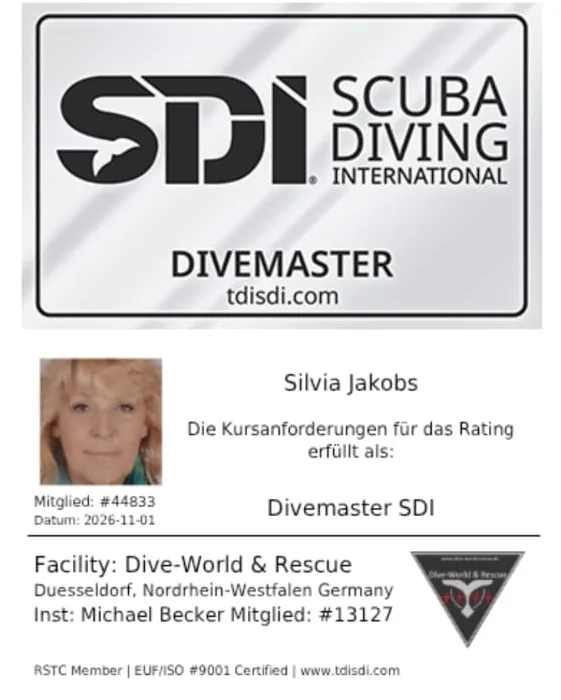 SDI® SCUBA
DIVING
INTERNATIONAL
DIVEMASTER
tdisdi.com
Silvia Jakobs
Die Kursanforderungen für das Rating
erfüllt als:
Mitglied: #44833
Datum: 2026-11-01
Divemaster SDI
Facility: Dive-World & Rescue
Duesseldorf, Nordrhein-Westfalen Germany
Inst: Michael Becker Mitglied: #13127
Dive-World & Rescue
RSTC Member | EUF/ISO #9001 Certified | www.tdisdi.com